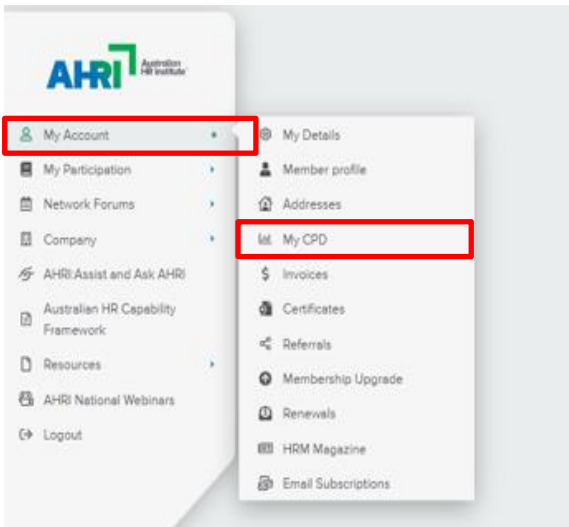 AHRI
Australian
HR Institute
My Account
My Participation
Network Forums
Company
AHRI:Assist and Ask AHRI
Australian HR Capability
Framework
Resources
AHRI National Webinars
Logout
My Details
Member profile
Addresses
My CPD
Invoices
Certificates
Referrals
Membership Upgrade
Renewals
HRM Magazine
Email Subscriptions